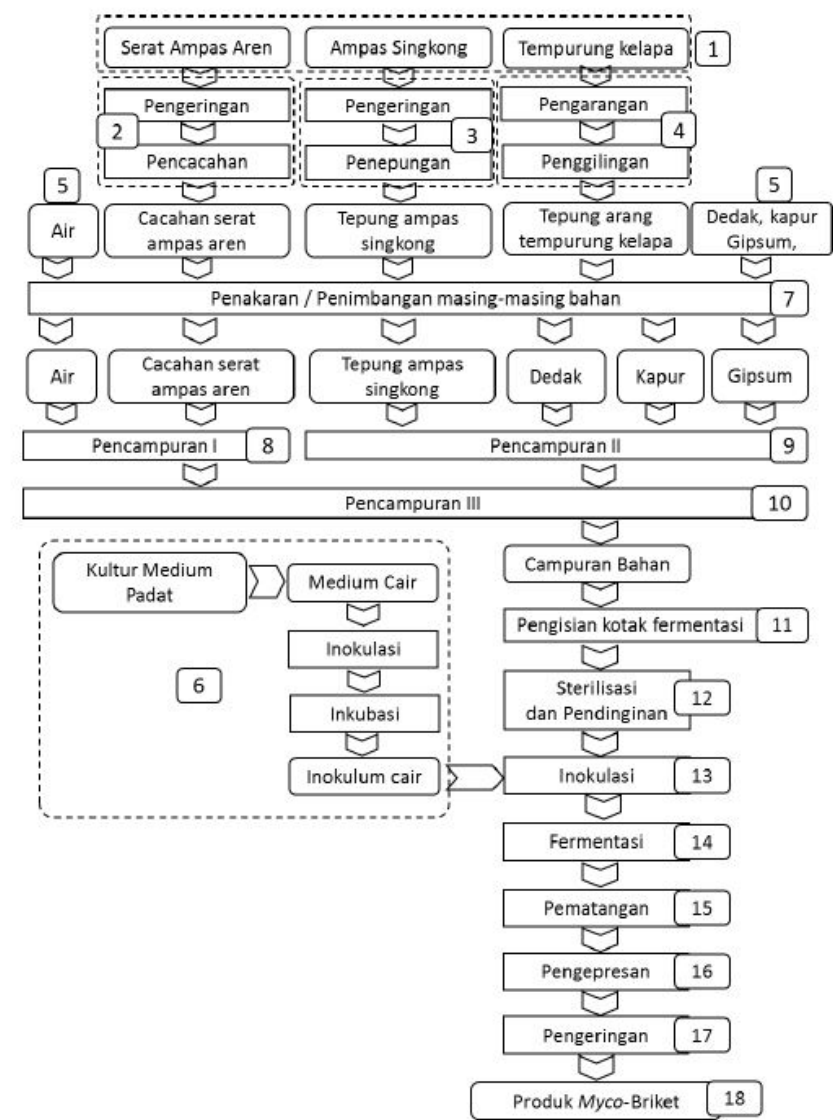 Serat Ampas Aren
Ampas Singkong
Tempurung kelapa
1
Pengeringan
Pengeringan
Pengarangan
2
3
4
Pencacahan
Penepungan
Penggilingan
5
5
Air
Cacahan serat
ampas aren
Tepung ampas
singkong
Tepung arang
tempurung kelapa
Dedak, kapur
Gipsum,
Penakaran / Penimbangan masing-masing bahan
7
Air
Cacahan serat
ampas aren
Tepung ampas
singkong
Dedak
Kapur
Gipsum
Pencampuran I
8
Pencampuran II
9
Pencampuran III
10
Kultur Medium
Padat
Medium Cair
Campuran Bahan
Inokulasi
Pengisian kotak fermentasi
11
6
Inkubasi
Sterilisasi
dan Pendinginan
12
Inokulum cair
Inokulasi
13
Fermentasi
14
Pematangan
15
Pengepresan
16
Pengeringan
17
Produk Myco-Briket
18